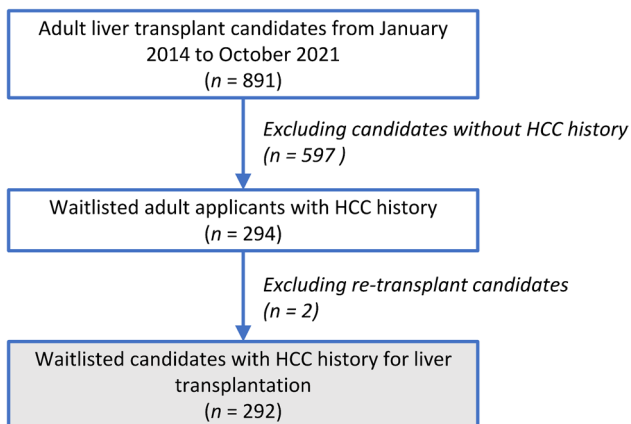 Adult liver transplant candidates from January
2014 to October 2021
(n = 891)
Excluding candidates without HCC history
(n = 597 )
Waitlisted adult applicants with HCC history
(n = 294)
Excluding re-transplant candidates
(n = 2)
Waitlisted candidates with HCC history for liver
transplantation
(n = 292)